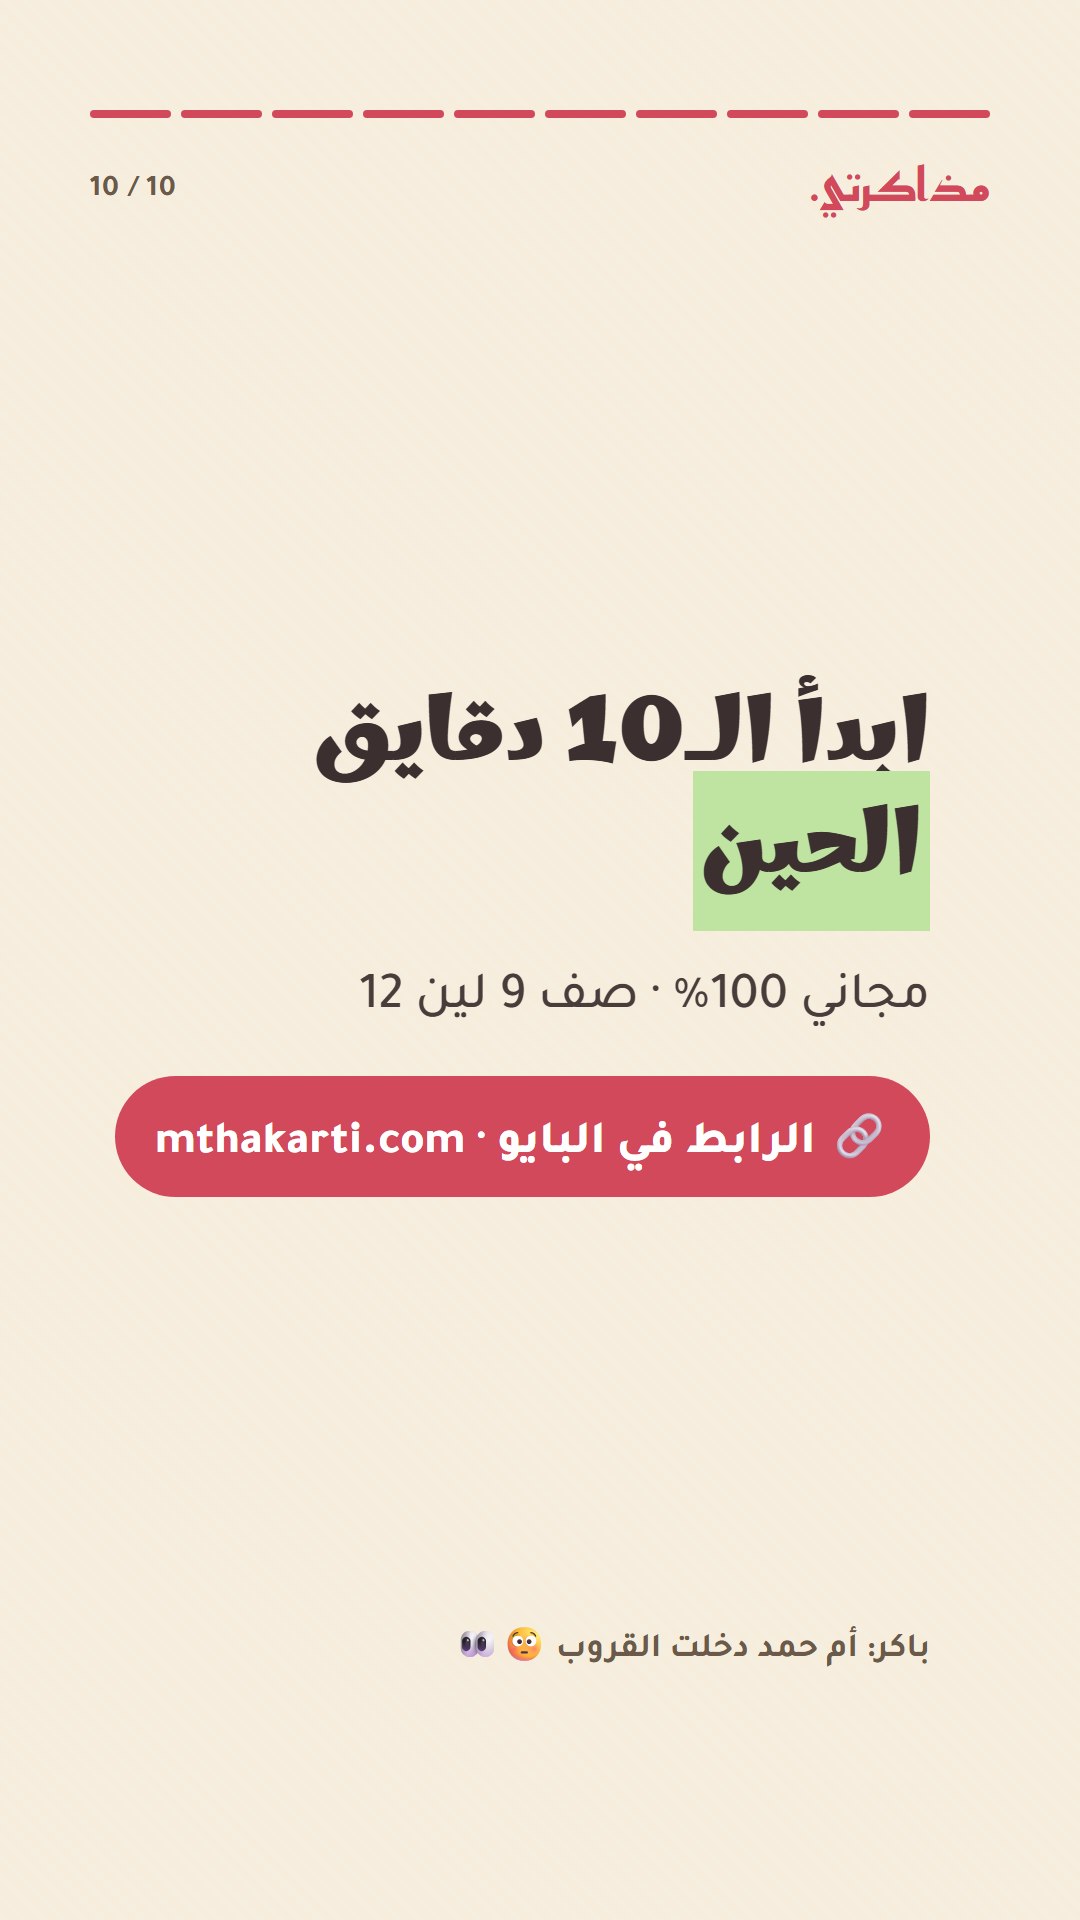 مذاكرتي.
10 / 10
ابدأ الـ10 دقايق
الحين
مجاني 100% · صف 9 لين 12
🔗 الرابط في البايو · mthakarti.com
باكر: أم حمد دخلت القروب 😳 👀